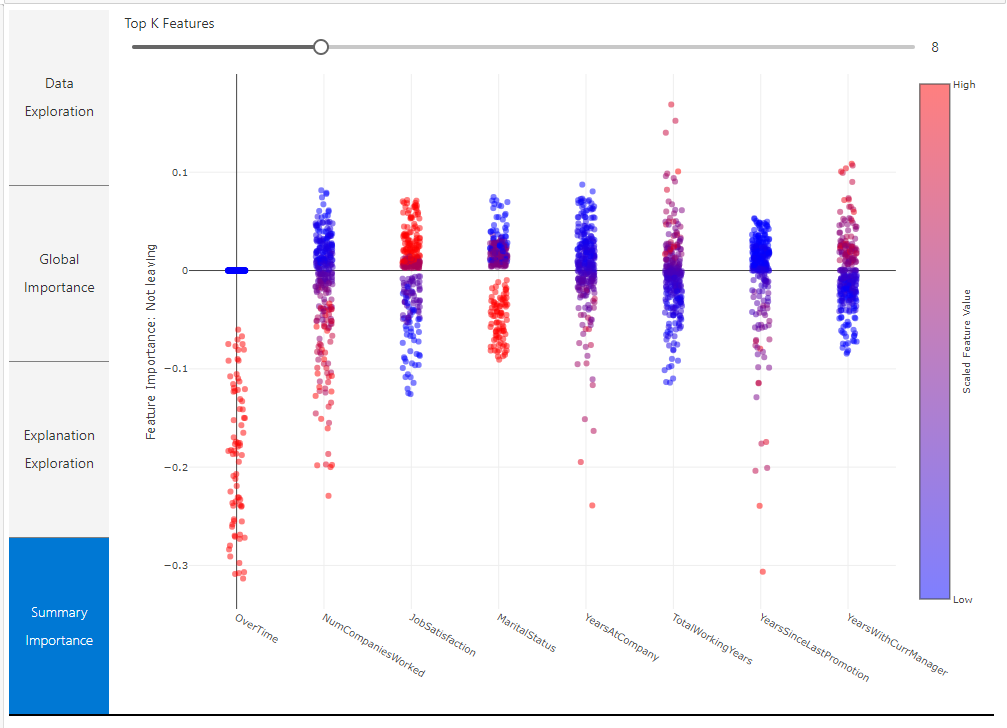 Top K Features
8
Data
Exploration
Global
Importance
Explanation
Exploration
Summary
Importance
Feature Importance: Not leaving
0.1
0
−0.1
−0.2
−0.3
OverTime
NumCompaniesWorked
JobSatisfaction
MaritalStatus
YearsAtCompany
TotalWorkingYears
YearsSinceLastPromotion
YearsWithCurrManager
High
Scaled Feature Value
Low